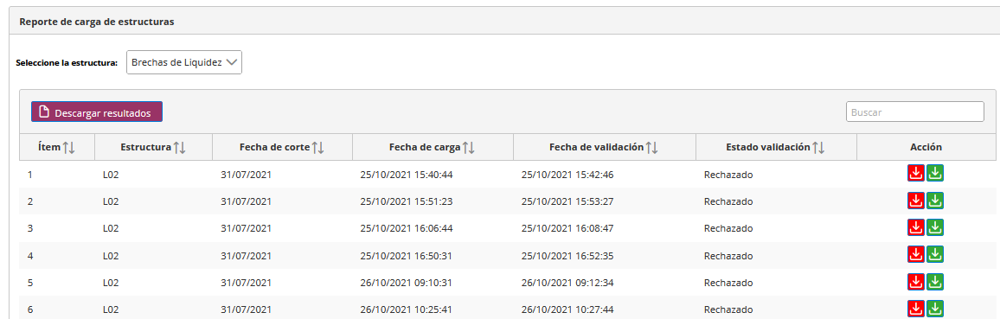 Reporte de carga de estructuras
Seleccione la estructura: Brechas de Liquidez
Descargar resultados Buscar
Ítem Estructura Fecha de corte Fecha de carga Fecha de validación Estado validación Acción
1 L02 31/07/2021 25/10/2021 15:40:44 25/10/2021 15:42:46 Rechazado
2 L02 31/07/2021 25/10/2021 15:51:23 25/10/2021 15:53:27 Rechazado
3 L02 31/07/2021 25/10/2021 16:06:44 25/10/2021 16:08:47 Rechazado
4 L02 31/07/2021 25/10/2021 16:50:31 25/10/2021 16:52:35 Rechazado
5 L02 31/07/2021 26/10/2021 09:10:31 26/10/2021 09:12:34 Rechazado
6 L02 31/07/2021 26/10/2021 10:25:41 26/10/2021 10:27:44 Rechazado